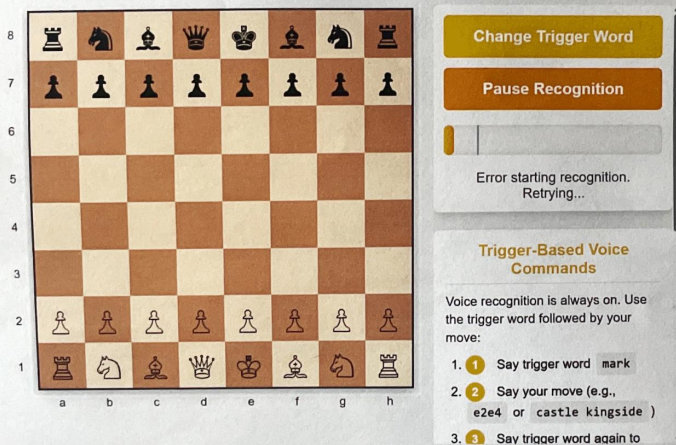 8
7
6
5
4
3
2
1
a b c d e f g h
Change Trigger Word
Pause Recognition
Error starting recognition.
Retrying...
Trigger-Based Voice
Commands
Voice recognition is always on. Use
the trigger word followed by your
move:
1. 1 Say trigger word mark
2. 2 Say your move (e.g.,
e2e4 or castle kingside )
3. 3 Say trigger word again to